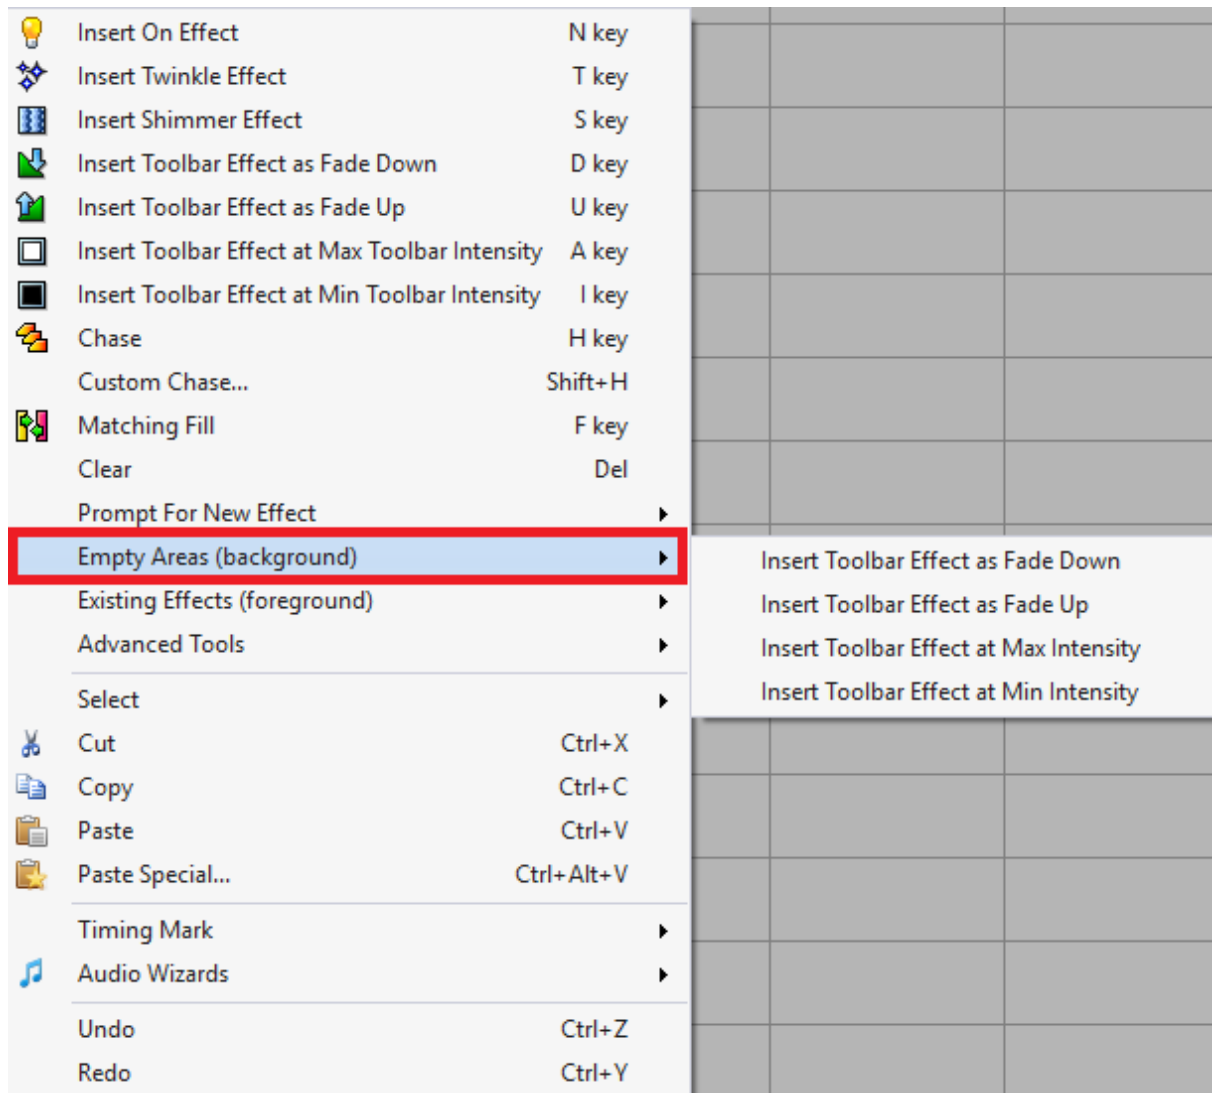 Insert On Effect N key
Insert Twinkle Effect T key
Insert Shimmer Effect S key
Insert Toolbar Effect as Fade Down D key
Insert Toolbar Effect as Fade Up U key
Insert Toolbar Effect at Max Toolbar Intensity A key
Insert Toolbar Effect at Min Toolbar Intensity I key
Chase H key
Custom Chase... Shift+H
Matching Fill F key
Clear Del
Prompt For New Effect
Empty Areas (background)
Insert Toolbar Effect as Fade Down
Insert Toolbar Effect as Fade Up
Insert Toolbar Effect at Max Intensity
Insert Toolbar Effect at Min Intensity
Existing Effects (foreground)
Advanced Tools
Select
Cut Ctrl+X
Copy Ctrl+C
Paste Ctrl+V
Paste Special... Ctrl+Alt+V
Timing Mark
Audio Wizards
Undo Ctrl+Z
Redo Ctrl+Y